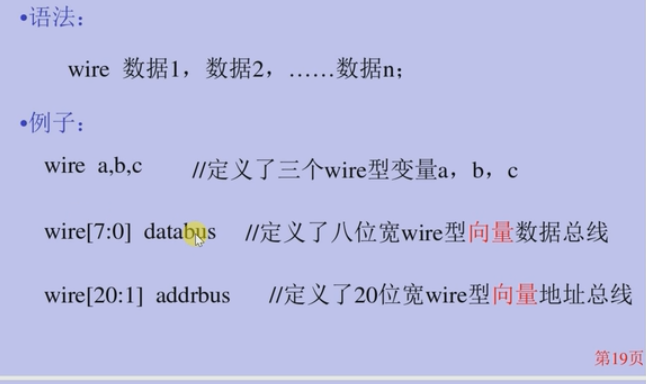 •语法：
wire 数据1，数据2，……数据n；
•例子：
wire a,b,c //定义了三个wire型变量a，b，c
wire[7:0] databus //定义了八位宽wire型向量数据总线
wire[20:1] addrbus //定义了20位宽wire型向量地址总线
第19页